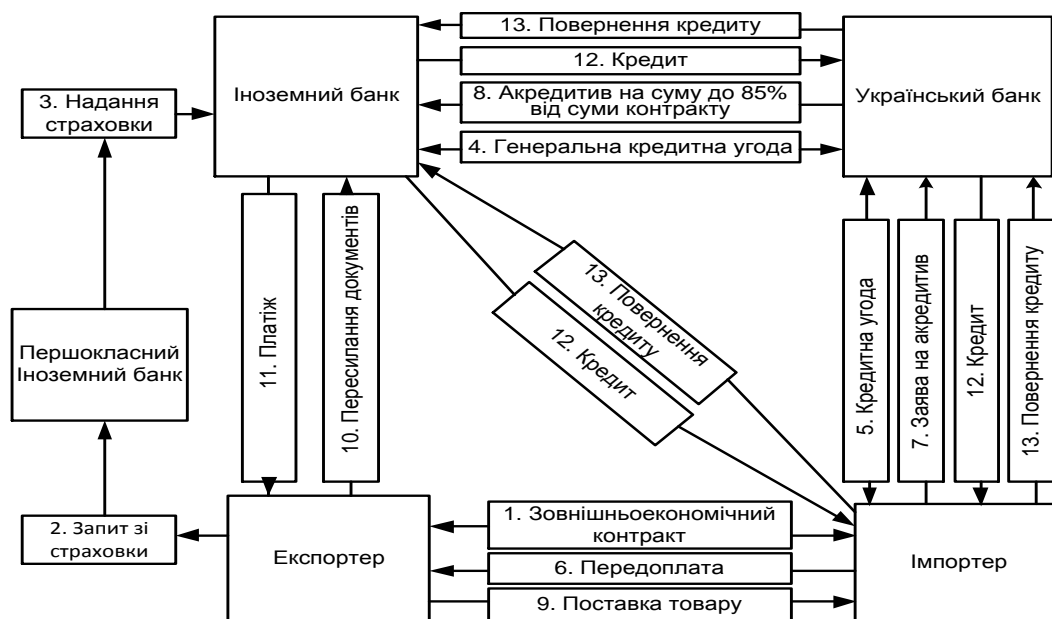 13. Повернення кредиту
12. Кредит
Іноземний банк
Український банк
3. Надання
страховки
8. Акредитив на суму до 85%
від суми контракту
4. Генеральна кредитна угода
11. Платіж
10. Пересилання документів
13. Повернення
кредиту
12. Кредит
5. Кредитна угода
7. Заява на акредитив
12. Кредит
13. Повернення кредиту
Першокласний
Іноземний банк
2. Запит зі
страховки
Експортер
1. Зовнішньоекономічний
контракт
6. Передоплата
9. Поставка товару
Імпортер